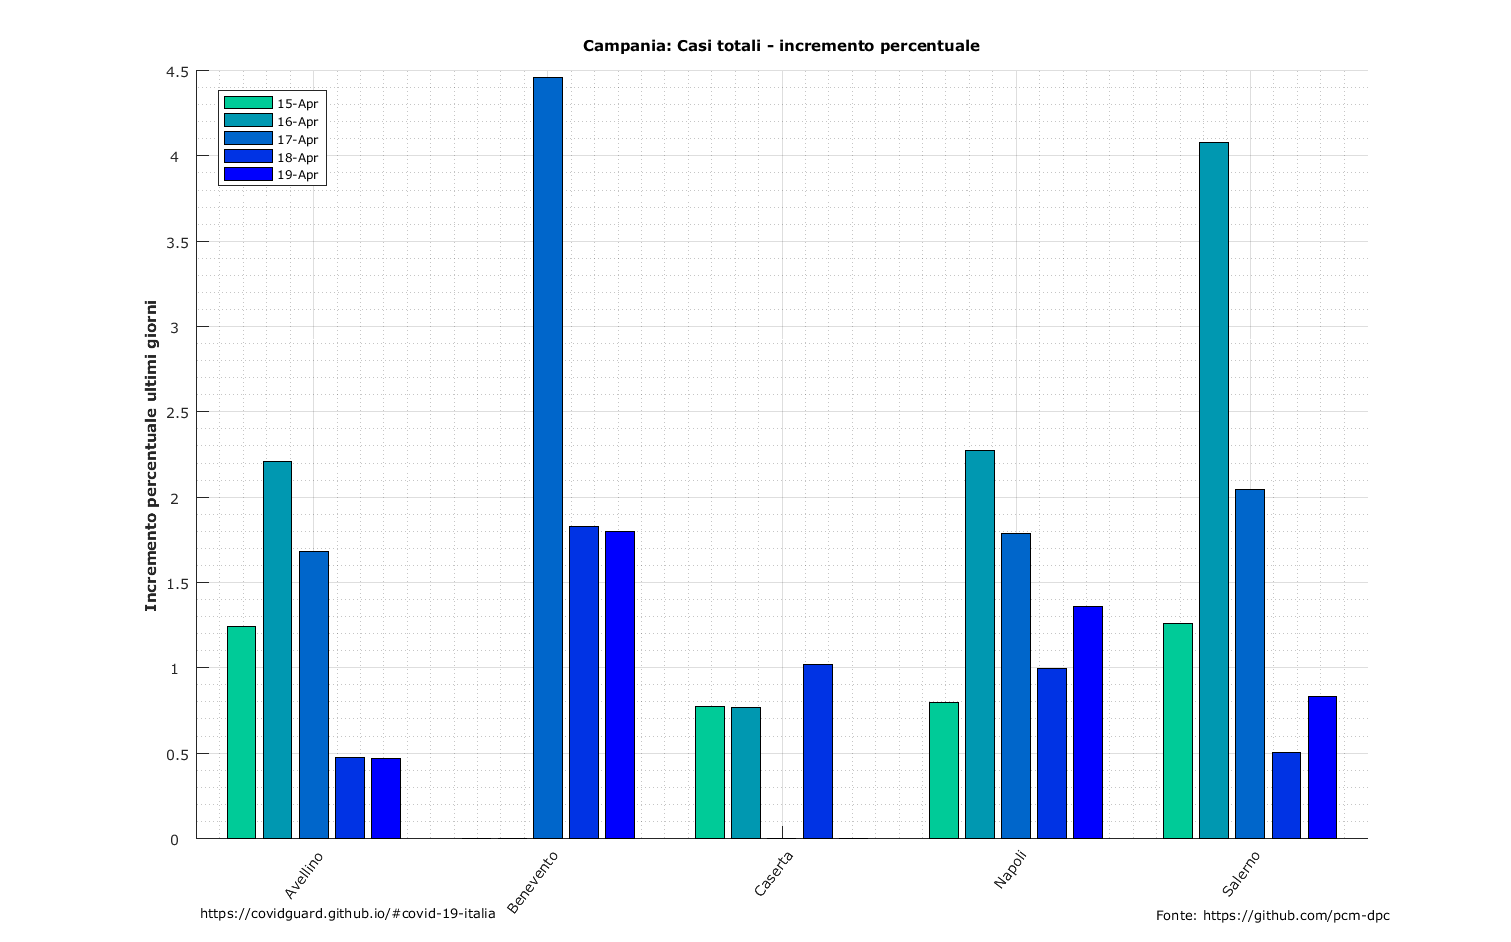 Campania: Casi totali - incremento percentuale
4.5
4
3.5
3
2.5
2
1.5
1
0.5
0
Incremento percentuale ultimi giorni
15-Apr
16-Apr
17-Apr
18-Apr
19-Apr
Avellino
Benevento
Caserta
Napoli
Salerno
https://covidguard.github.io/#covid-19-italia
Fonte: https://github.com/pcm-dpc